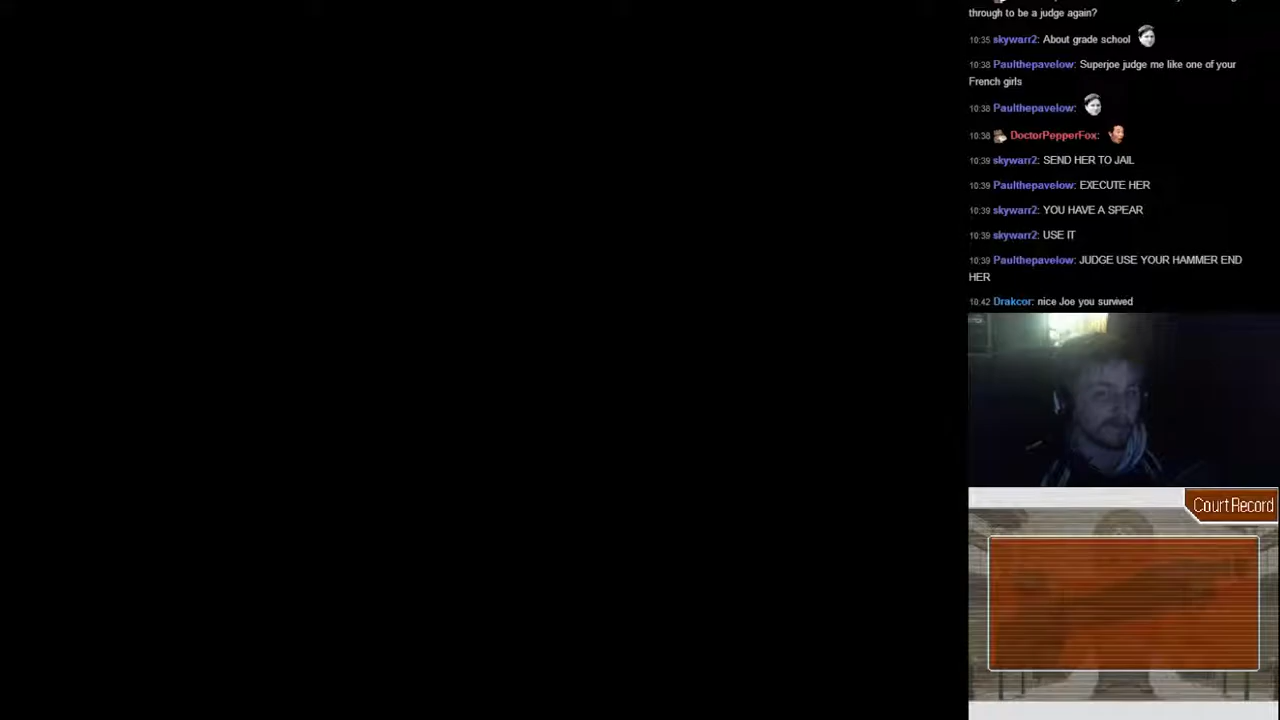 through to be a judge again?
10:35 skywarr2: About grade school
10:38 Paulthepavelow: Superjoe judge me like one of your
French girls
10:38 Paulthepavelow:
10:38 DoctorPepperFox:
10:39 skywarr2: SEND HER TO JAIL
10:39 Paulthepavelow: EXECUTE HER
10:39 skywarr2: YOU HAVE A SPEAR
10:39 skywarr2: USE IT
10:39 Paulthepavelow: JUDGE USE YOUR HAMMER END
HER
10:42 Drakcor: nice Joe you survived
Court Record